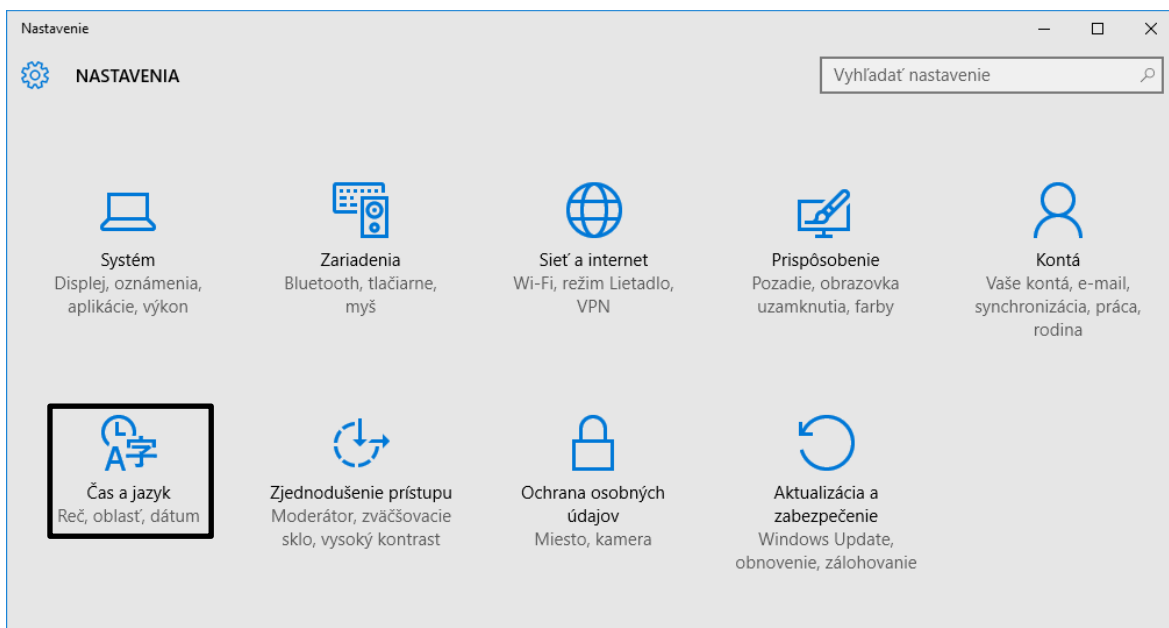 Nastavenie
NASTAVENIA
Vyhľadať nastavenie
Systém
Displej, oznámenia,
aplikácie, výkon
Zariadenia
Bluetooth, tlačiarne,
myš
Sieť a internet
Wi-Fi, režim Lietadlo,
VPN
Prispôsobenie
Pozadie, obrazovka
uzamknutia, farby
Kontá
Vaše kontá, e-mail,
synchronizácia, práca,
rodina
A字
Čas a jazyk
Reč, oblasť, dátum
Zjednodušenie prístupu
Moderátor, zväčšovacie
sklo, vysoký kontrast
Ochrana osobných
údajov
Miesto, kamera
Aktualizácia a
zabezpečenie
Windows Update,
obnovenie, zálohovanie